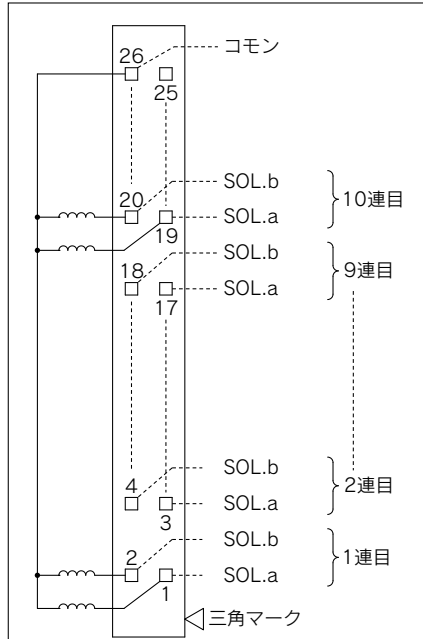 26 コモン
25
SOL.b
20 SOL.a 10連目
19 SOL.b
18 SOL.a 9連目
17
SOL.b
4 SOL.a 2連目
3
2 SOL.b 1連目
1 SOL.a
三角マーク